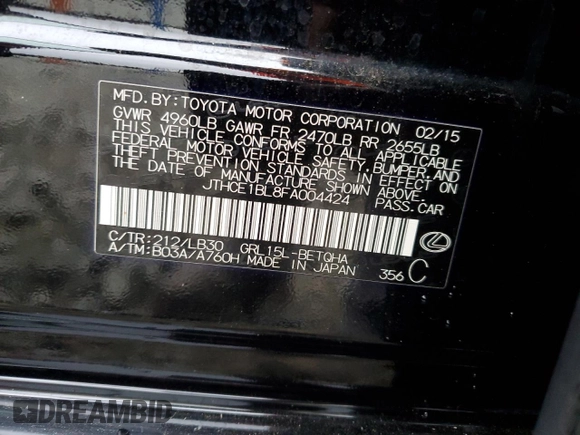 MFD. BY: TOYOTA MOTOR CORPORATION 02/15
GVWR 4960LB GAWR FR 2470LB RR 2655LB
THIS VEHICLE CONFORMS TO ALL APPLICABLE
FEDERAL MOTOR VEHICLE SAFETY, BUMPER, AND
THEFT PREVENTION STANDARDS IN EFFECT ON
THE DATE OF MANUFACTURE SHOWN ABOVE.
JTHCE1BL8FA004424 PASS.CAR
C/TR:212/LB30 GRL15L-BETQHA
A/TM:B03A/A760H MADE IN JAPAN 356 C
DREAMBID